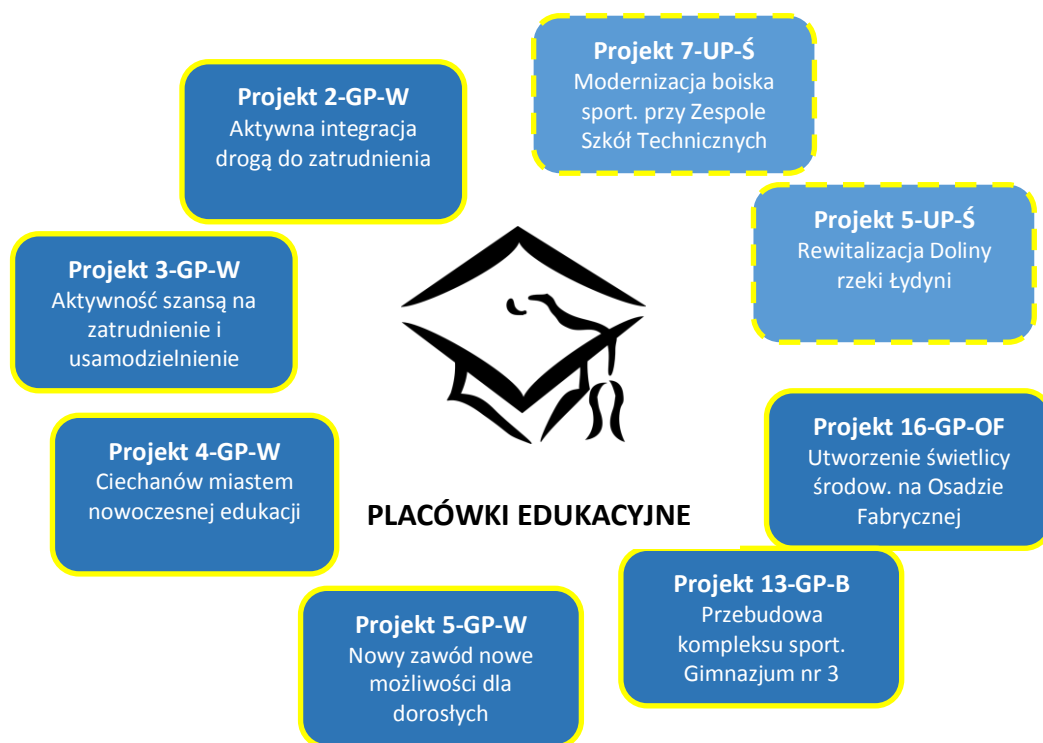 Projekt 7-UP-Ś
Modernizacja boiska
sport. przy Zespole
Szkół Technicznych
Projekt 2-GP-W
Aktywna integracja
drogą do zatrudnienia
Projekt 5-UP-Ś
Rewitalizacja Doliny
rzeki Łydyni
Projekt 3-GP-W
Aktywność szansą na
zatrudnienie i
usamodzielnienie
Projekt 16-GP-OF
Utworzenie świetlicy
środow. na Osadzie
Fabrycznej
Projekt 4-GP-W
Ciechanów miastem
nowoczesnej edukacji
PLACÓWKI EDUKACYJNE
Projekt 13-GP-B
Przebudowa
kompleksu sport.
Gimnazjum nr 3
Projekt 5-GP-W
Nowy zawód nowe
możliwości dla
dorosłych